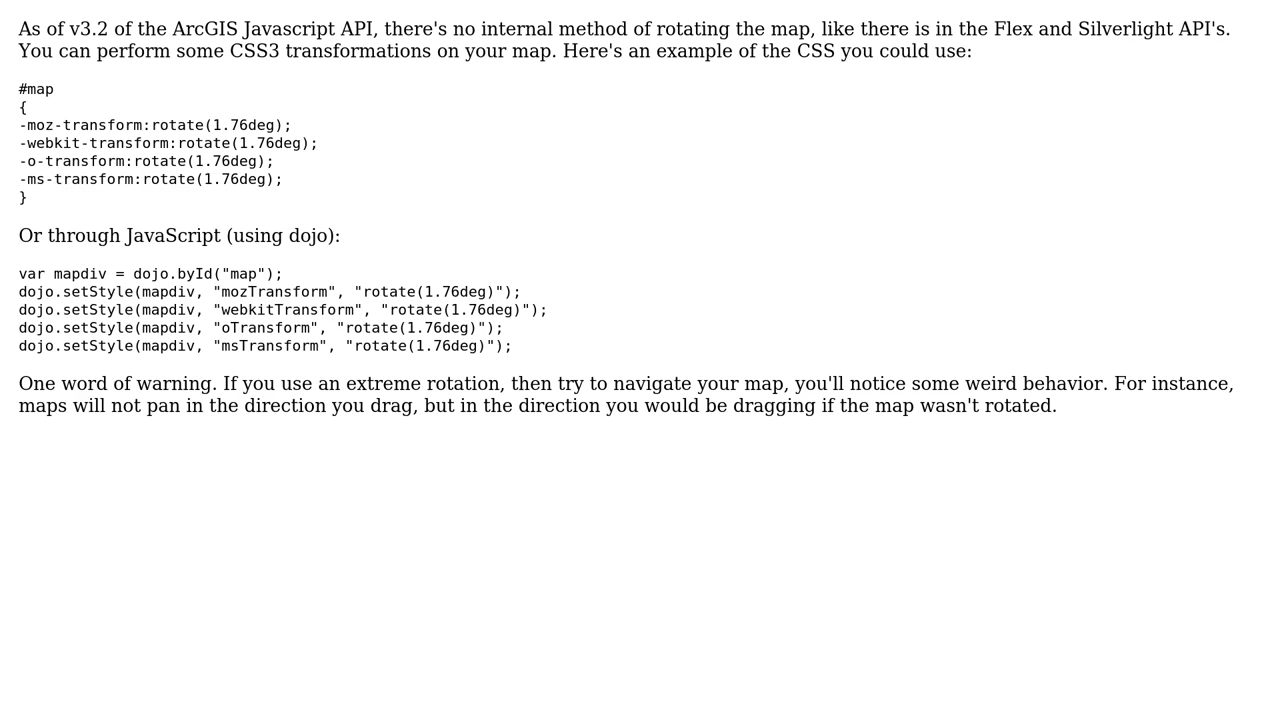 As of v3.2 of the ArcGIS Javascript API, there's no internal method of rotating the map, like there is in the Flex and Silverlight API's.
You can perform some CSS3 transformations on your map. Here's an example of the CSS you could use:
#map
{
-moz-transform:rotate(1.76deg);
-webkit-transform:rotate(1.76deg);
-o-transform:rotate(1.76deg);
-ms-transform:rotate(1.76deg);
}
Or through JavaScript (using dojo):
var mapdiv = dojo.byId("map");
dojo.setStyle(mapdiv, "mozTransform", "rotate(1.76deg)");
dojo.setStyle(mapdiv, "webkitTransform", "rotate(1.76deg)");
dojo.setStyle(mapdiv, "oTransform", "rotate(1.76deg)");
dojo.setStyle(mapdiv, "msTransform", "rotate(1.76deg)");
One word of warning. If you use an extreme rotation, then try to navigate your map, you'll notice some weird behavior. For instance,
maps will not pan in the direction you drag, but in the direction you would be dragging if the map wasn't rotated.